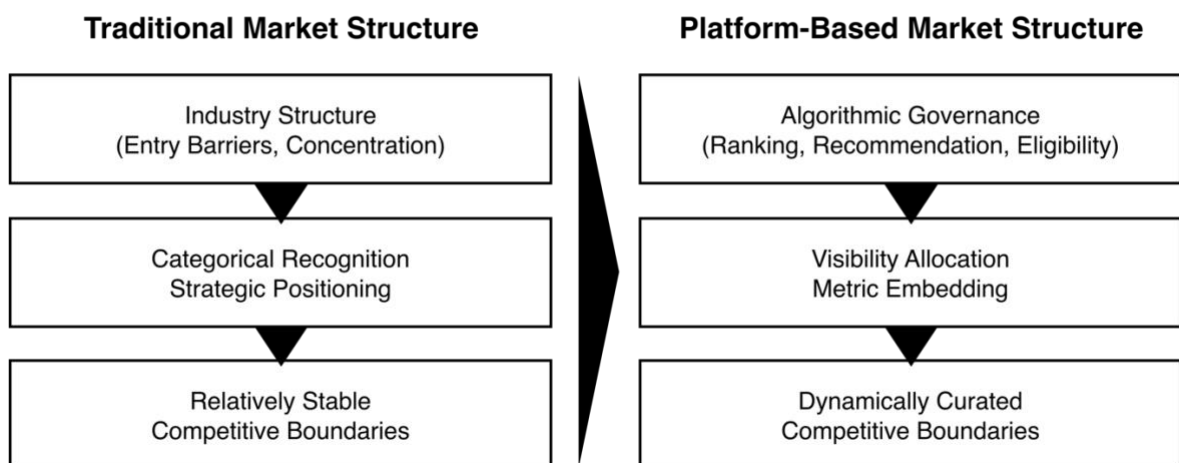 Traditional Market Structure
Industry Structure
(Entry Barriers, Concentration)
Categorical Recognition
Strategic Positioning
Relatively Stable
Competitive Boundaries
Platform-Based Market Structure
Algorithmic Governance
(Ranking, Recommendation, Eligibility)
Visibility Allocation
Metric Embedding
Dynamically Curated
Competitive Boundaries